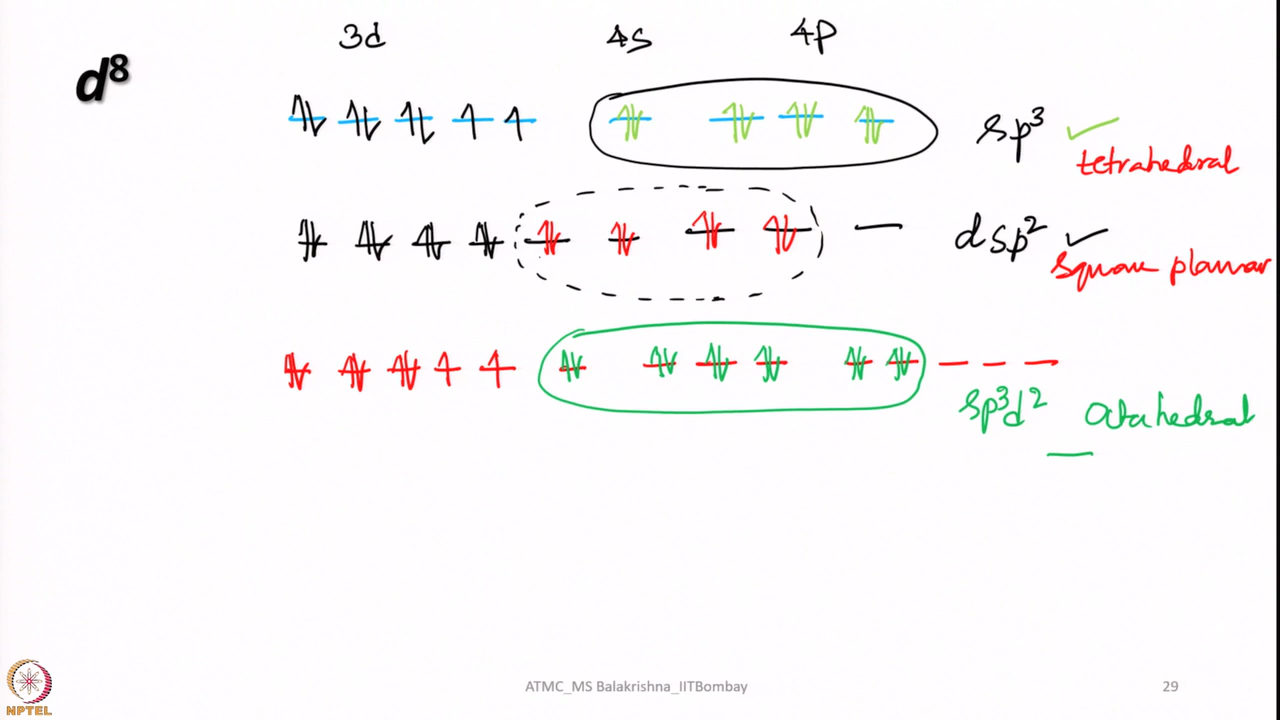 3d 4s 4p
d⁸
sp³ ✓
tetrahedral
dsp² ✓
square planar
sp³d² octahedral
ATMC_MS Balakrishna_IITBombay 29
NPTEL